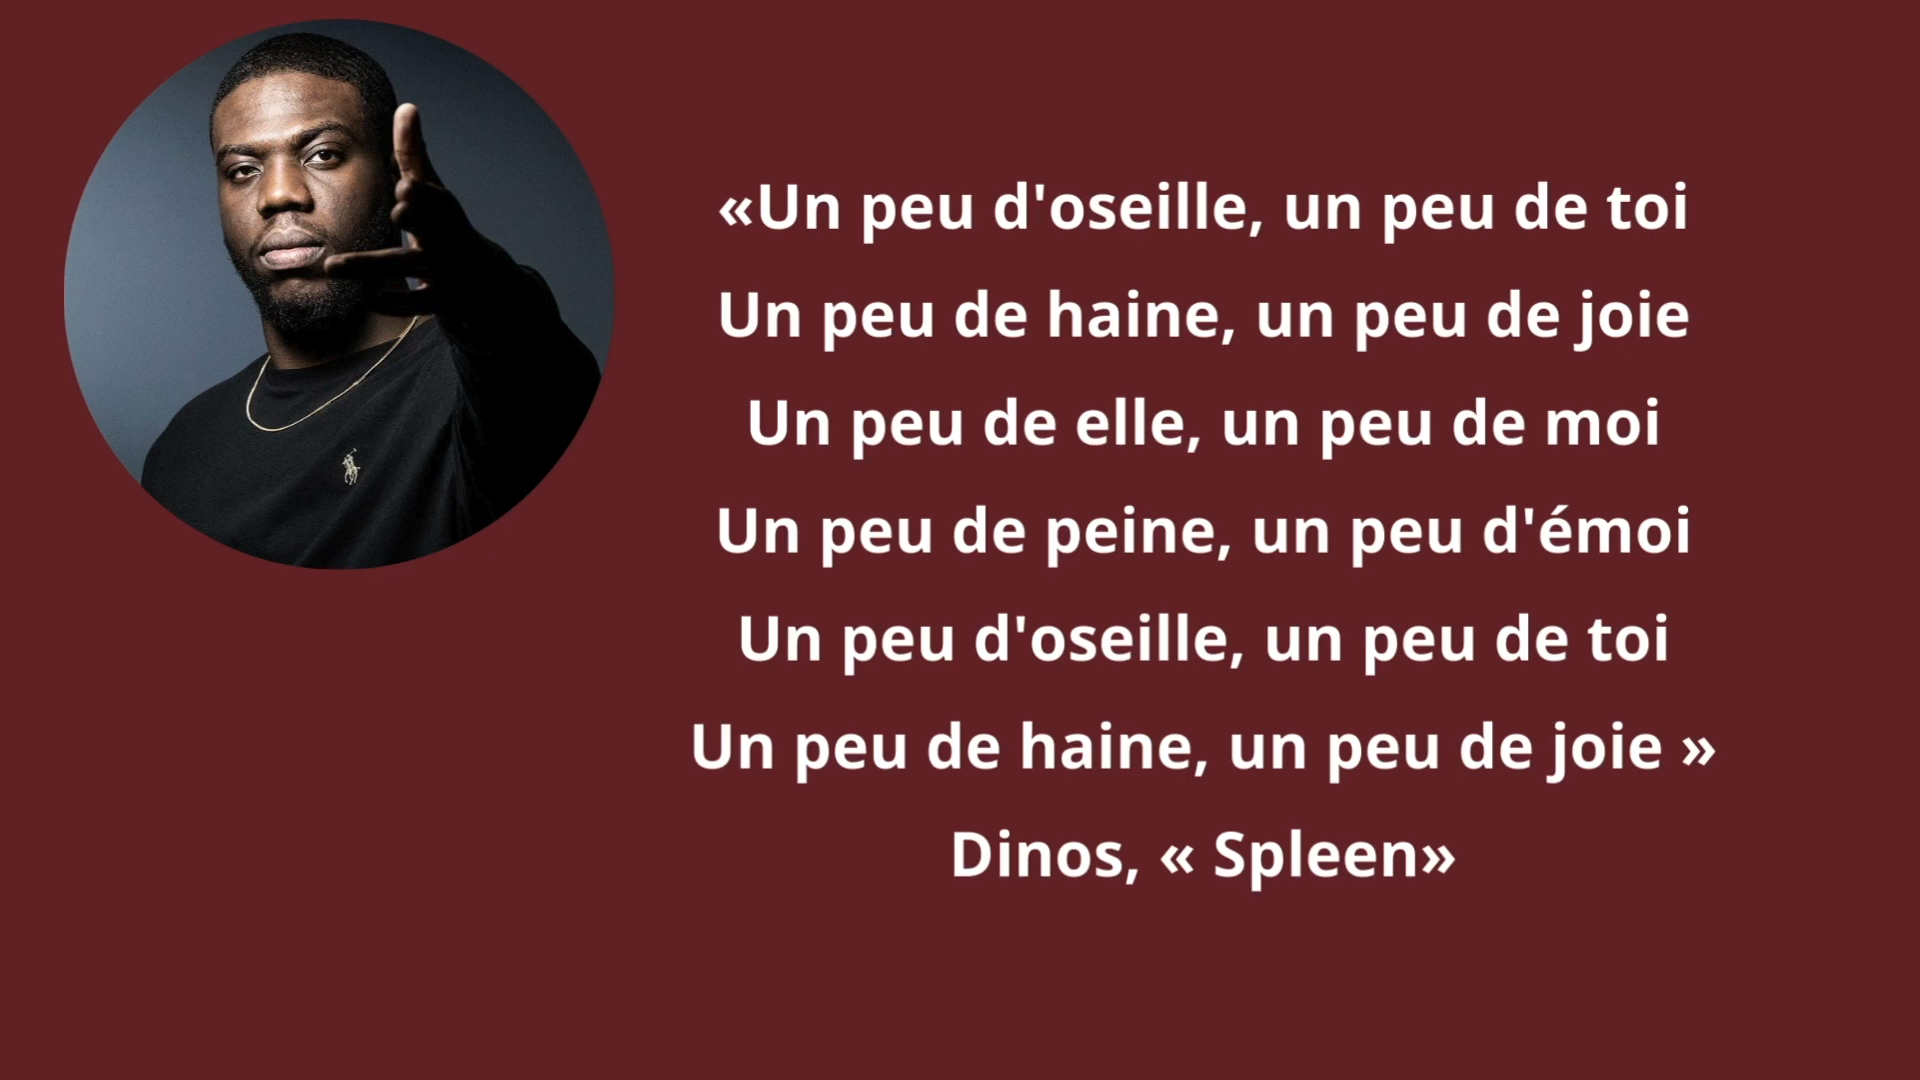 «Un peu d'oseille, un peu de toi
Un peu de haine, un peu de joie
Un peu de elle, un peu de moi
Un peu de peine, un peu d'émoi
Un peu d'oseille, un peu de toi
Un peu de haine, un peu de joie »
Dinos, « Spleen»